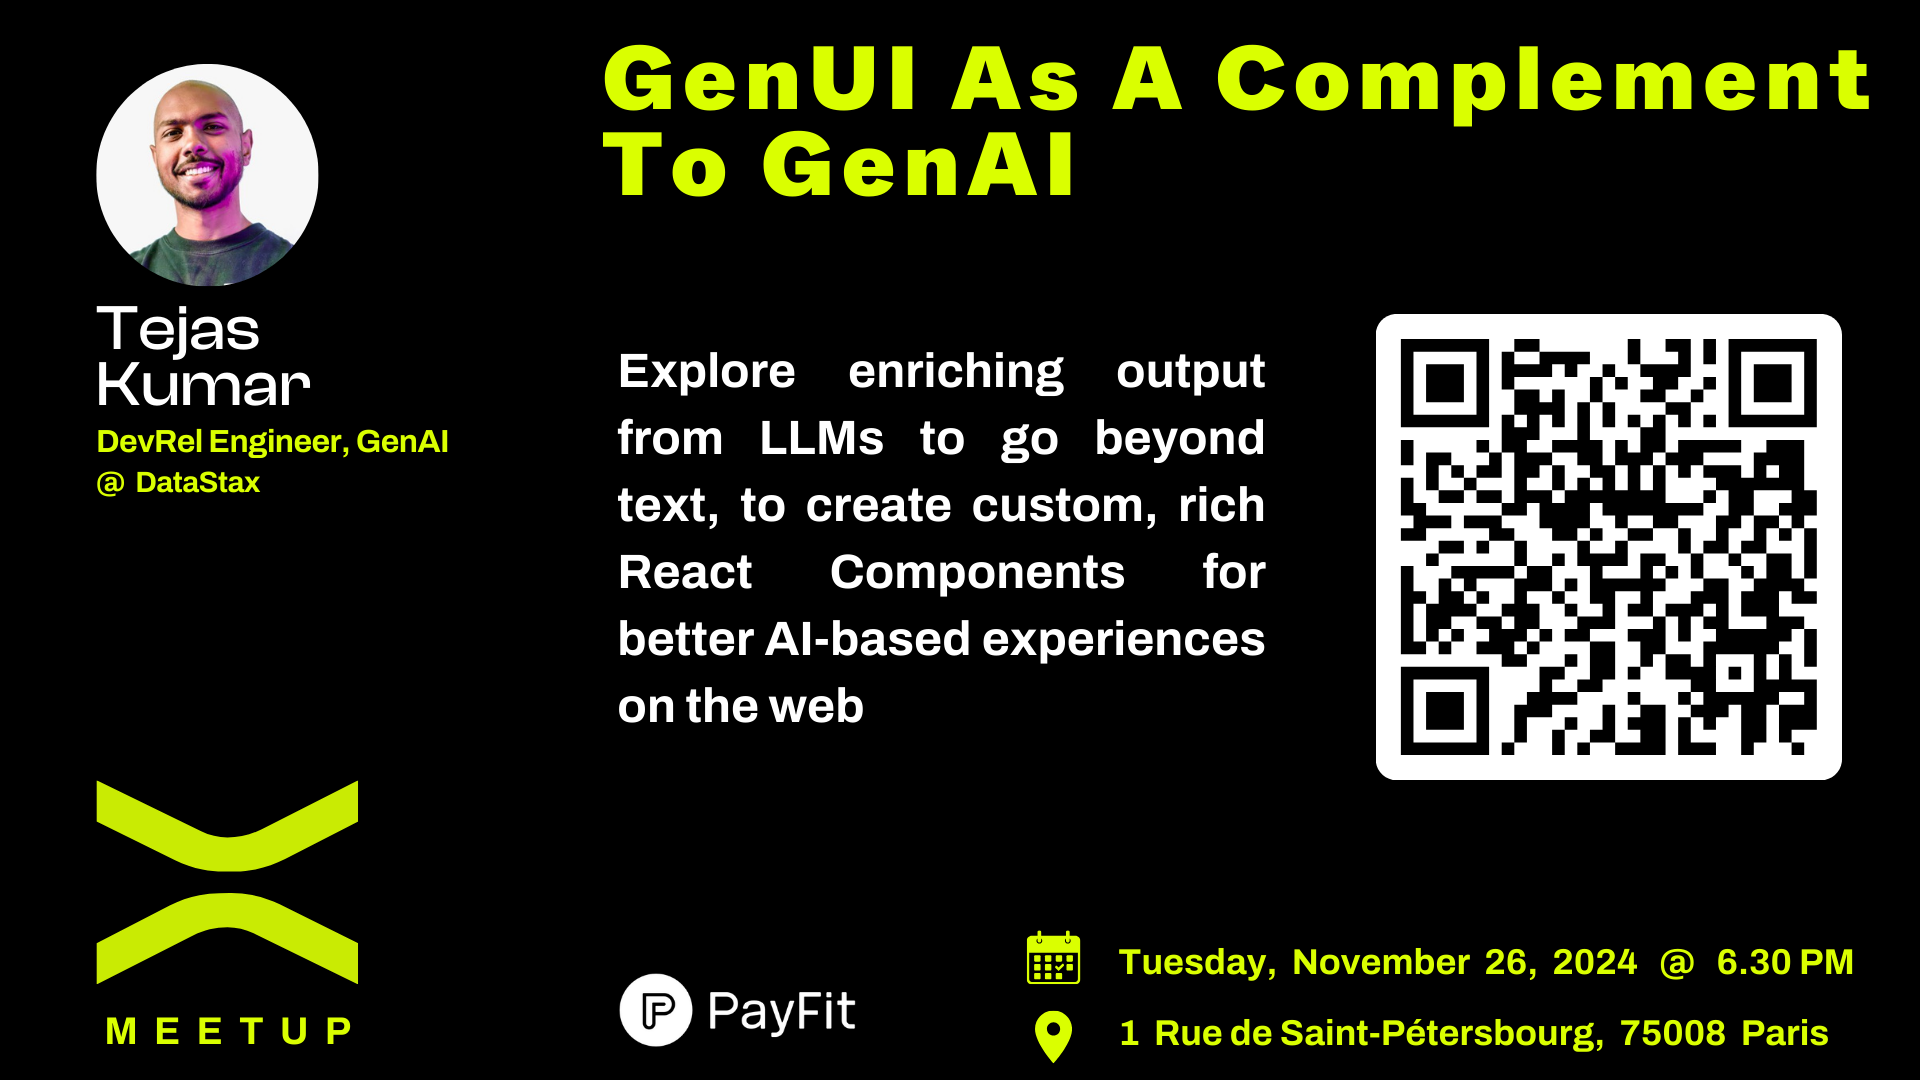 GenUI As A Complement
To GenAI
Tejas
Kumar
DevRel Engineer, GenAI
@ DataStax
Explore enriching output
from LLMs to go beyond
text, to create custom, rich
React Components for
better AI-based experiences
on the web
MEETUP
PayFit
Tuesday, November 26, 2024 @ 6.30 PM
1 Rue de Saint-Pétersbourg, 75008 Paris